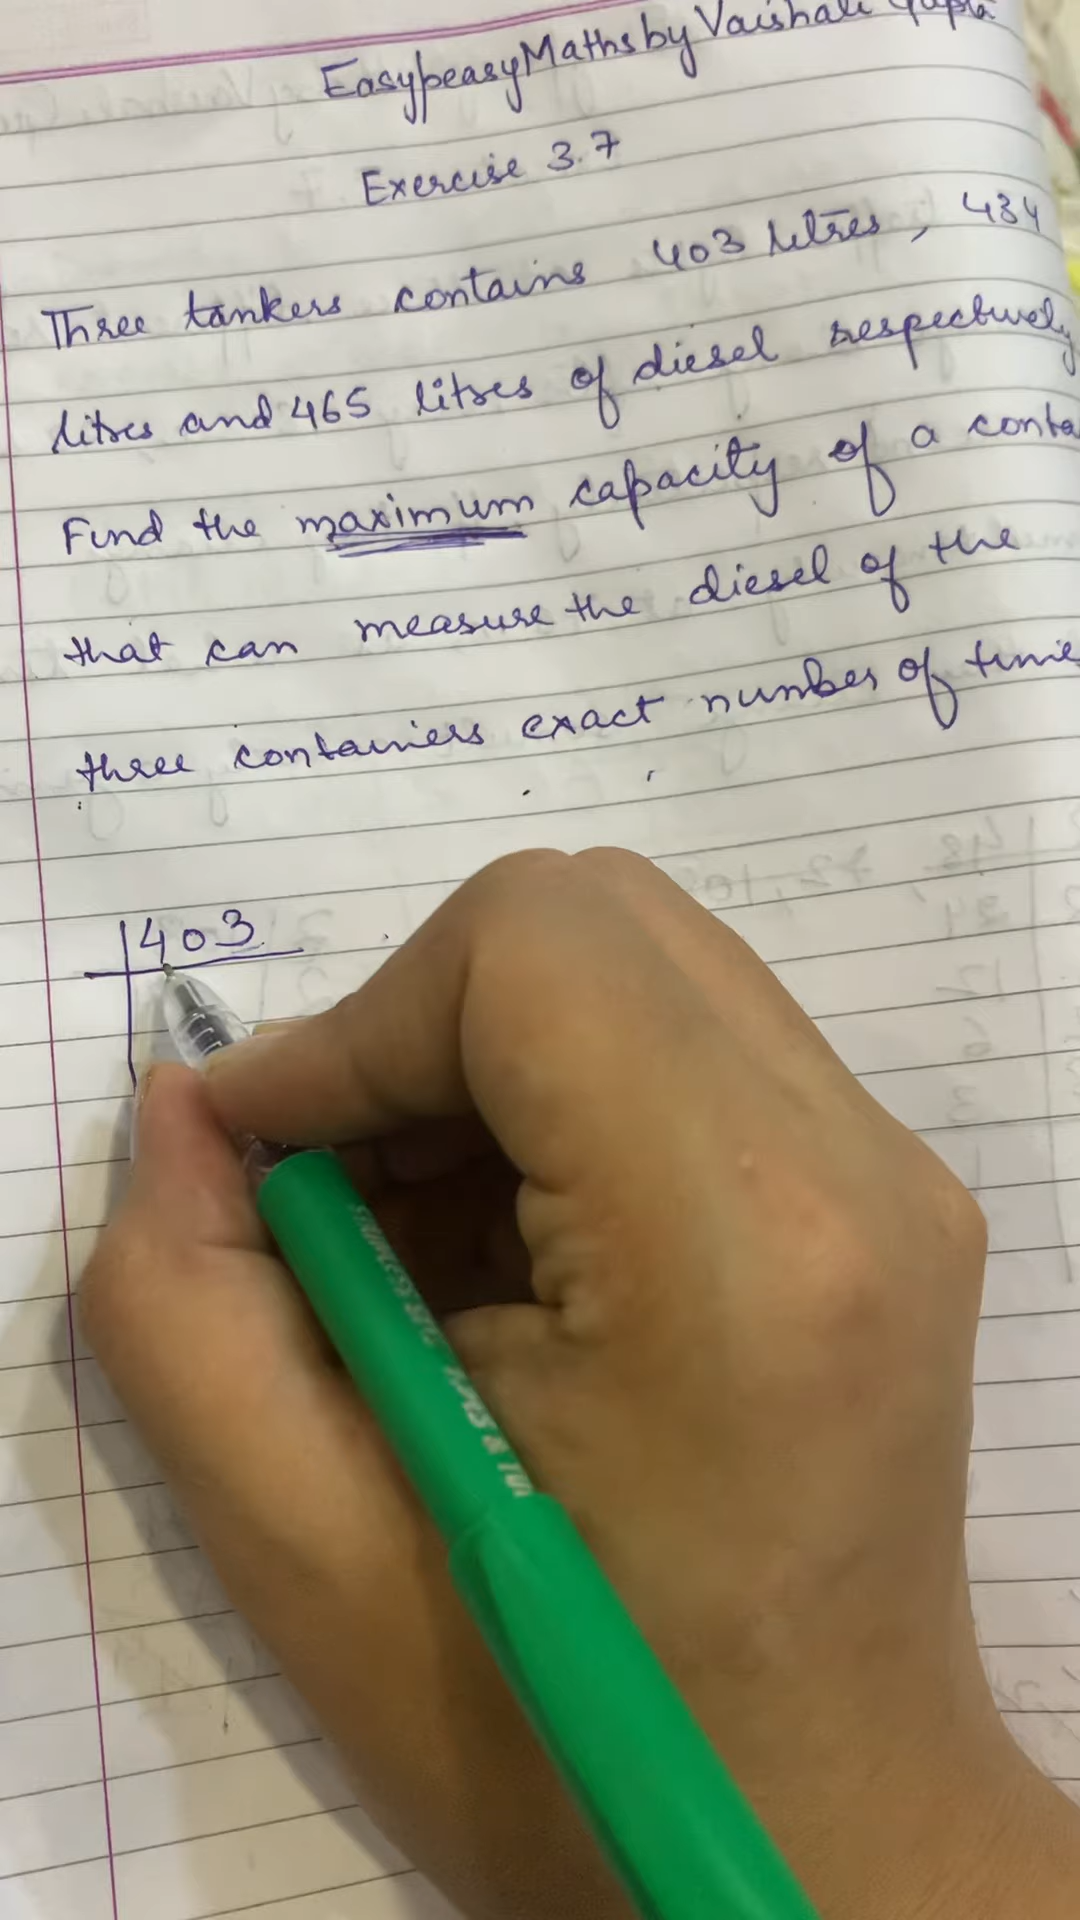 EasypeasyMaths by Vaishali Gupta
Exercise 3.7
Three tankers contains 403 litres, 434
litres and 465 litres of diesel respectively
Find the maximum capacity of a conta
that can measure the diesel of the
three containers exact number of time
403